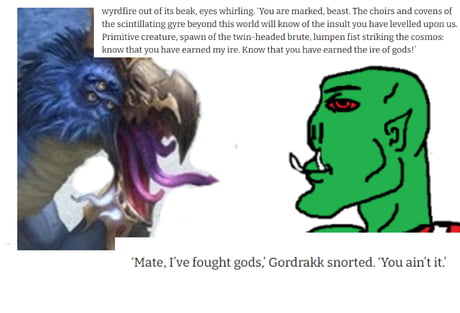 wyrdfire out of its beak, eyes whirling. 'You are marked, beast. The choirs and covens of
the scintillating gyre beyond this world will know of the insult you have levelled upon us.
Primitive creature, spawn of the twin-headed brute, lumpen fist striking the cosmos:
know that you have earned my ire. Know that you have earned the ire of gods!'
'Mate, I've fought gods,' Gordrakk snorted. 'You ain't it.'